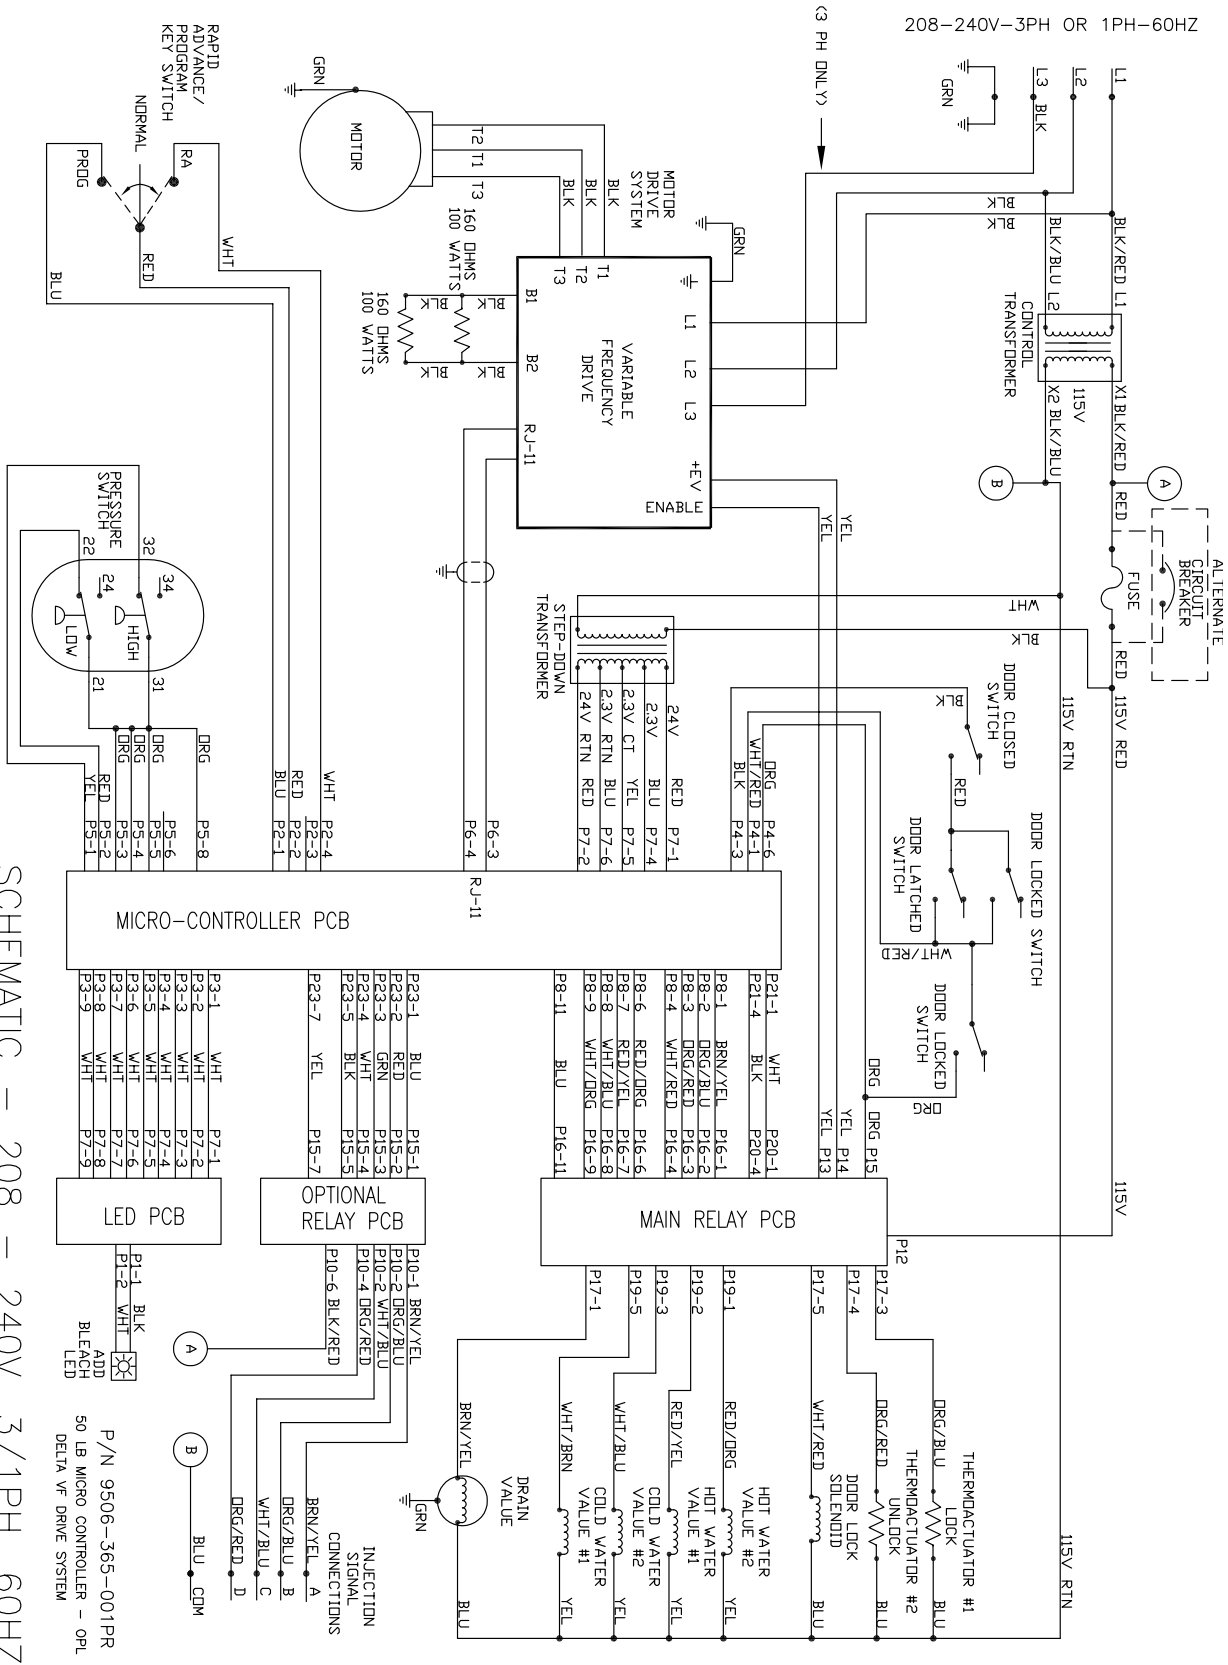 208-240V-3PH OR 1PH-60HZ
(3 PH ONLY)
L1
L2
L3
BLK
GRN
BLK
BLK
BLK/RED L1
BLK/BLU L2
CONTROL
TRANSFORMER
115V
X1 BLK/RED
X2 BLK/BLU
A
B
RED
FUSE
ALTERNATE
CIRCUIT
BREAKER
RED
115V RED
115V RTN
WHT
BLK
115V
115V RTN
RAPID
ADVANCE/
PROGRAM
KEY SWITCH
NORMAL
RA
PROG
WHT
RED
BLU
GRN
MOTOR
T2
T1
T3
BLK
BLK
BLK
MOTOR
DRIVE
SYSTEM
GRN
160 OHMS
100 WATTS
160 OHMS
100 WATTS
BLK
BLK
BLK
BLK
T1
T2
T3
B1
B2
RJ-11
L1
L2
L3
+EV
ENABLE
VARIABLE
FREQUENCY
DRIVE
YEL
YEL
PRESSURE
SWITCH
22
32
24
34
LOW
HIGH
21
31
STEP-DOWN
TRANSFORMER
24V
2.3V
2.3V CT
2.3V RTN
24V RTN
RED
BLU
YEL
BLU
RED
P7-1
P7-4
P7-5
P7-6
P7-2
DOOR CLOSED
SWITCH
BLK
RED
DOOR LOCKED SWITCH
DOOR LATCHED
SWITCH
WHT/RED
DOOR LOCKED
SWITCH
ORG
ORG
ORG P4-6
WHT/RED P4-1
BLK P4-3
ORG P15
YEL P14
YEL P13
ORG
ORG
ORG
ORG
RED
YEL
P5-8
P5-6
P5-5
P5-4
P5-3
P5-2
P5-1
WHT
RED
BLU
P2-4
P2-3
P2-2
P2-1
P6-3
P6-4
RJ-11
MICRO-CONTROLLER PCB
P21-1 WHT P20-1
P21-4 BLK P20-4
P8-1 BRN/YEL P16-1
P8-2 ORG/BLU P16-2
P8-3 ORG/RED P16-3
P8-4 WHT/RED P16-4
P8-6 RED/ORG P16-6
P8-7 RED/YEL P16-7
P8-8 WHT/BLU P16-8
P8-9 WHT/ORG P16-9
P8-11 BLU P16-11
P23-1 BLU P15-1
P23-2 RED P15-2
P23-3 GRN P15-3
P23-4 WHT P15-4
P23-5 BLK P15-5
P23-7 YEL P15-7
P3-1 WHT P7-1
P3-2 WHT P7-2
P3-3 WHT P7-3
P3-4 WHT P7-4
P3-5 WHT P7-5
P3-6 WHT P7-6
P3-7 WHT P7-7
P3-8 WHT P7-8
P3-9 WHT P7-9
MAIN RELAY PCB
P12
OPTIONAL
RELAY PCB
LED PCB
P17-3
P17-4
P17-5
P19-1
P19-2
P19-3
P19-5
P17-1
ORG/BLU
THERMOACTUATOR #1
LOCK
BLU
ORG/RED
THERMOACTUATOR #2
UNLOCK
BLU
WHT/RED
DOOR LOCK
SOLENOID
BLU
RED/ORG
HOT WATER
VALUE #2
YEL
RED/YEL
HOT WATER
VALUE #1
YEL
WHT/BLU
COLD WATER
VALUE #2
YEL
WHT/BRN
COLD WATER
VALUE #1
YEL
BRN/YEL
DRAIN
VALUE
GRN
BLU
P10-1 BRN/YEL
P10-2 ORG/BLU
P10-2 WHT/BLU
P10-4 ORG/RED
P10-6 BLK/RED
A
B
INJECTION
SIGNAL
CONNECTIONS
BRN/YEL A
ORG/BLU B
WHT/BLU C
ORG/RED D
BLU COM
P1-1 BLK
P1-2 WHT
ADD
BLEACH
LED
P/N 9506-365-001PR
50 LB MICRO CONTROLLER - OPL
DELTA VF DRIVE SYSTEM
SCHEMATIC - 208 - 240V 3/1PH 60HZ